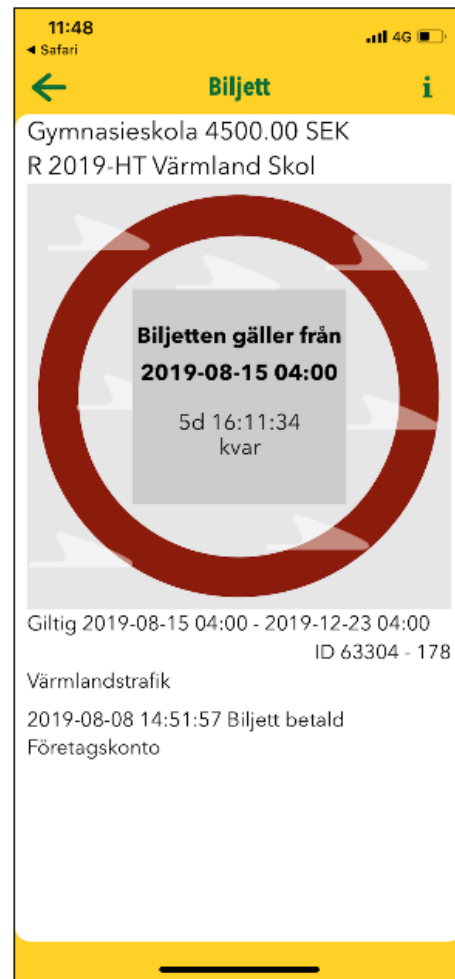 11:48
4G
◀ Safari
Biljett
i
Gymnasieskola 4500.00 SEK
R 2019-HT Värmland Skol
Biljetten gäller från
2019-08-15 04:00
5d 16:11:34
kvar
Giltig 2019-08-15 04:00 - 2019-12-23 04:00
ID 63304 - 178
Värmlandstrafik
2019-08-08 14:51:57 Biljett betald
Företagskonto